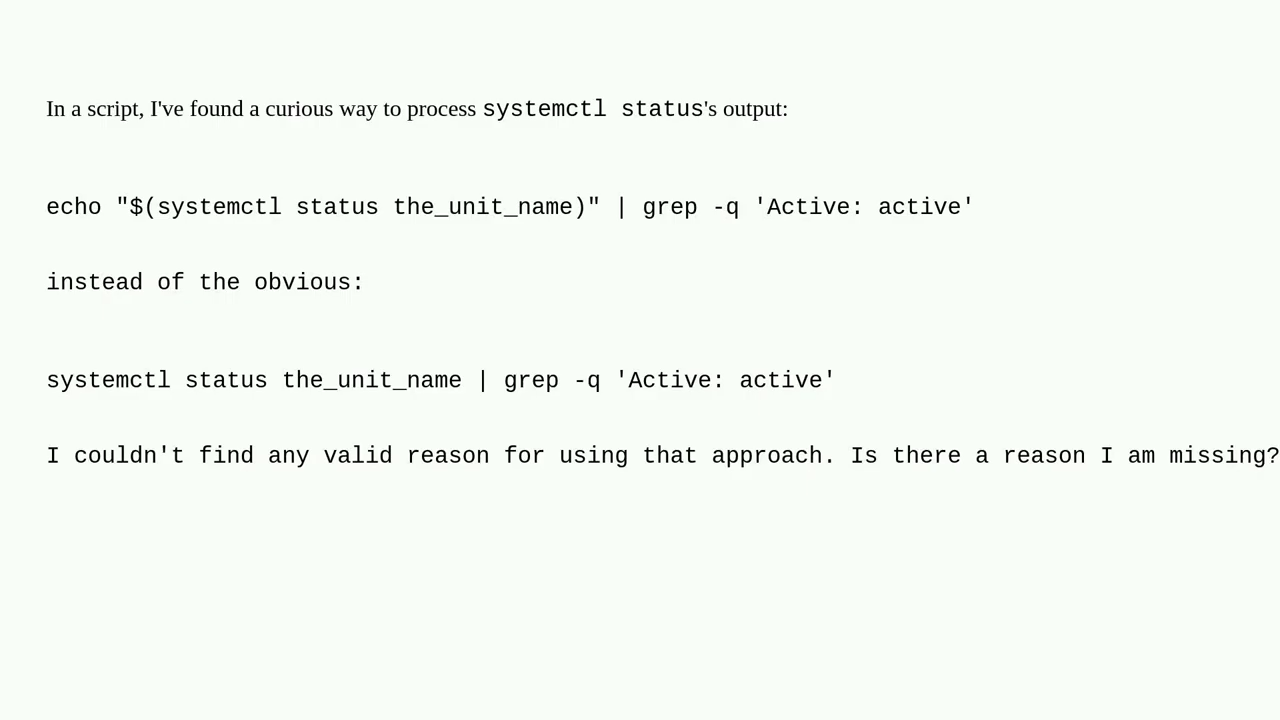 In a script, I've found a curious way to process systemctl status's output:
echo "$(systemctl status the_unit_name)" | grep -q 'Active: active'
instead of the obvious:
systemctl status the_unit_name | grep -q 'Active: active'
I couldn't find any valid reason for using that approach. Is there a reason I am missing?